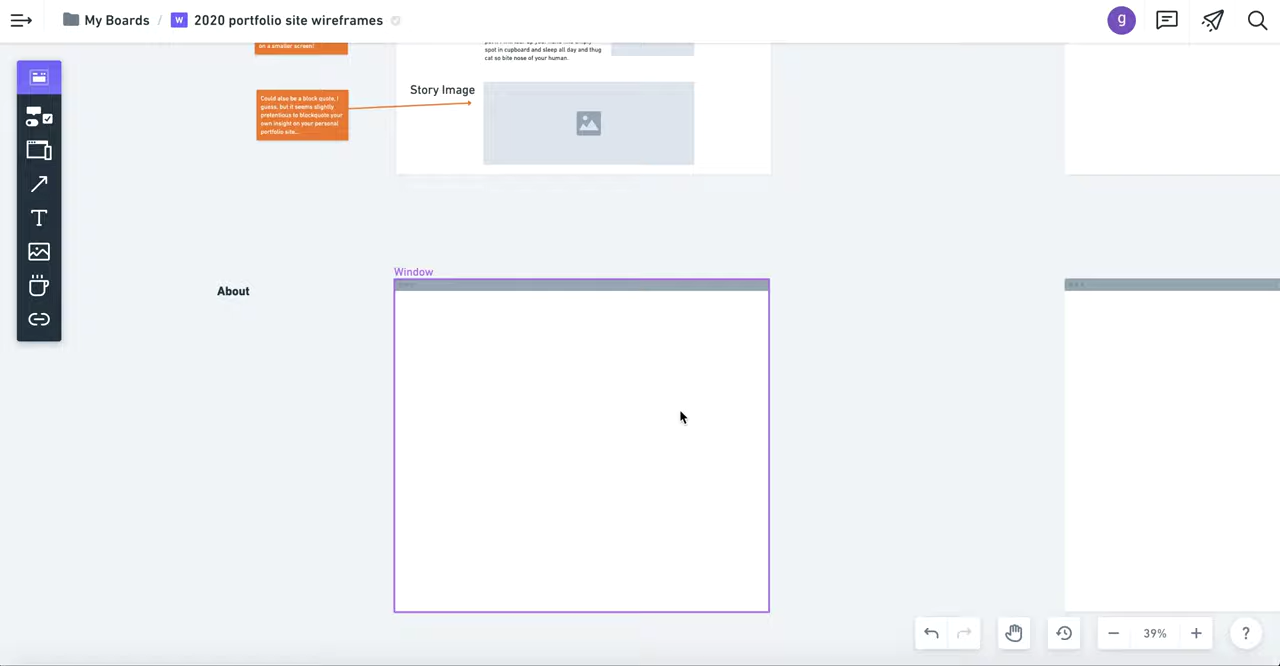 My Boards / W 2020 portfolio site wireframes
g
on a smaller screen!
spot in cupboard and sleep all day and thug
cat so bite nose of your human.
Story Image
Could also be a block quote, I
guess, but it seems slightly
pretentious to blockquote your
own insight on your personal
portfolio site...
Window
About
T
39%
?